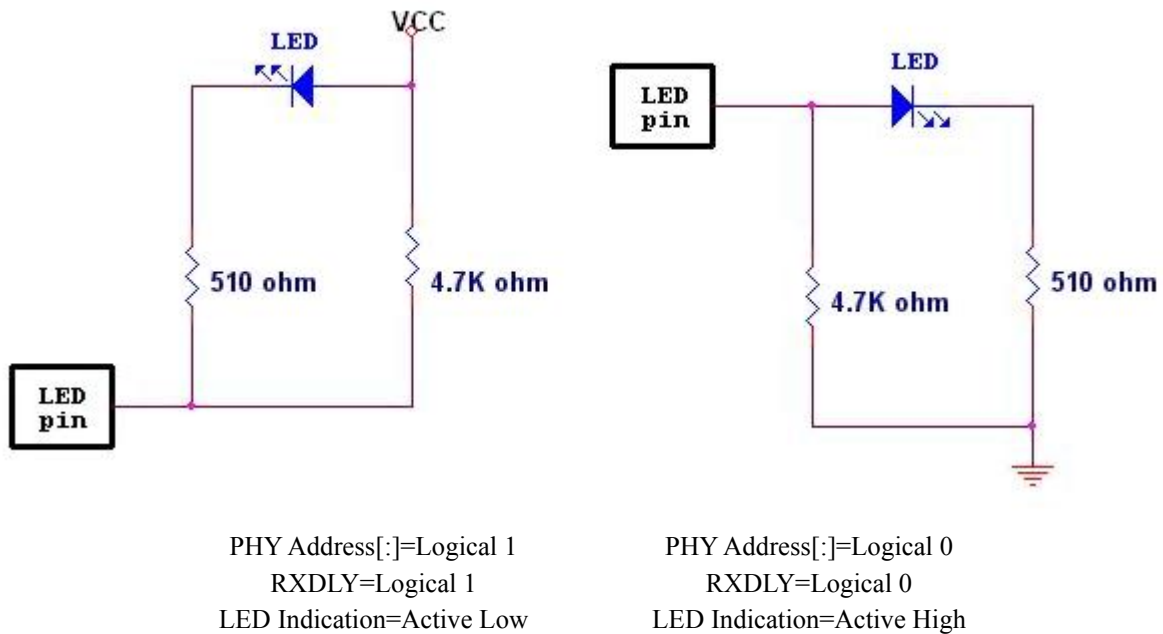 VCC
LED
510 ohm
4.7K ohm
LED
pin
LED
LED
pin
4.7K ohm
510 ohm
PHY Address[:]=Logical 1
RXDLY=Logical 1
LED Indication=Active Low
PHY Address[:]=Logical 0
RXDLY=Logical 0
LED Indication=Active High